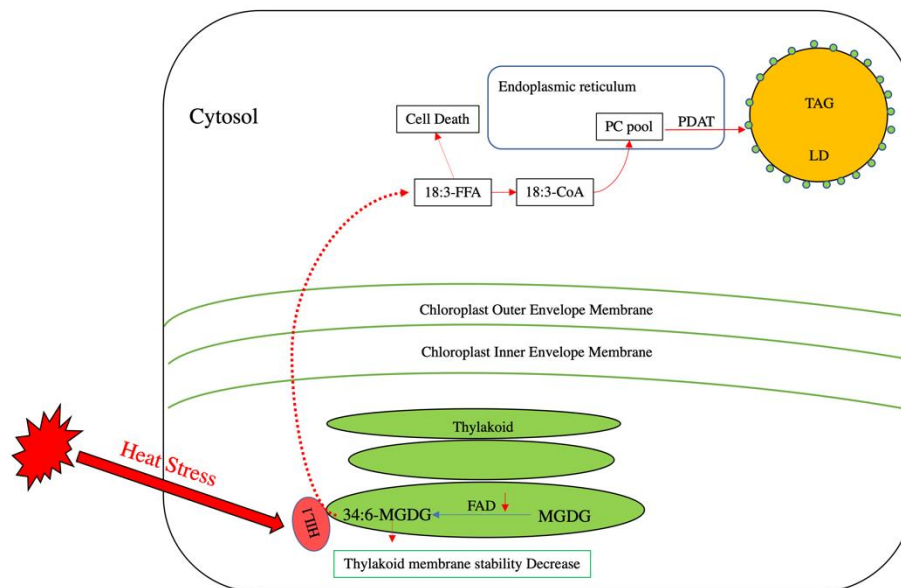 Endoplasmic reticulum
Cytosol
Cell Death
PC pool
PDAT
TAG
LD
18:3-FFA
18:3-CoA
Chloroplast Outer Envelope Membrane
Chloroplast Inner Envelope Membrane
Thylakoid
Heat Stress
HIL1
34:6-MGDG
FAD
MGDG
Thylakoid membrane stability Decrease